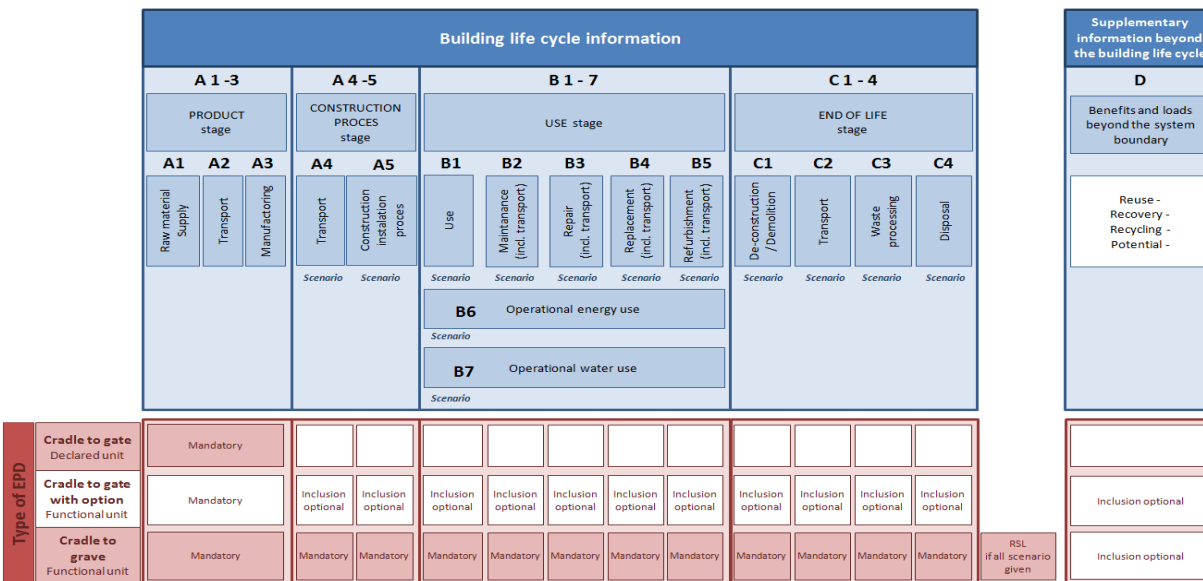 Building life cycle information
Supplementary
information beyond
the building life cycle
A 1 -3
A 4 -5
B 1 - 7
C 1 - 4
D
PRODUCT
stage
CONSTRUCTION
PROCES
stage
USE stage
END OF LIFE
stage
Benefits and loads
beyond the system
boundary
A1
A2
A3
A4
A5
B1
B2
B3
B4
B5
C1
C2
C3
C4
Raw material
Supply
Transport
Manufactoring
Transport
Construction
instalation
proces
Use
Maintanance
(incl. transport)
Repair
(incl. transport)
Replacement
(incl. transport)
Refurbishment
(incl. transport)
De-construction
/ Demolition
Transport
Waste
processing
Disposal
Reuse -
Recovery -
Recycling -
Potential -
Scenario
Scenario
Scenario
Scenario
Scenario
Scenario
Scenario
Scenario
Scenario
Scenario
Scenario
B6 Operational energy use
Scenario
B7 Operational water use
Scenario
Type of EPD
Cradle to gate
Declared unit
Mandatory
Cradle to gate
with option
Functional unit
Mandatory
Inclusion
optional
Inclusion
optional
Inclusion
optional
Inclusion
optional
Inclusion
optional
Inclusion
optional
Inclusion
optional
Inclusion
optional
Inclusion
optional
Inclusion
optional
Inclusion
optional
Inclusion optional
Cradle to
grave
Functional unit
Mandatory
Mandatory
Mandatory
Mandatory
Mandatory
Mandatory
Mandatory
Mandatory
Mandatory
Mandatory
Mandatory
Mandatory
RSL
if all scenario
given
Inclusion optional